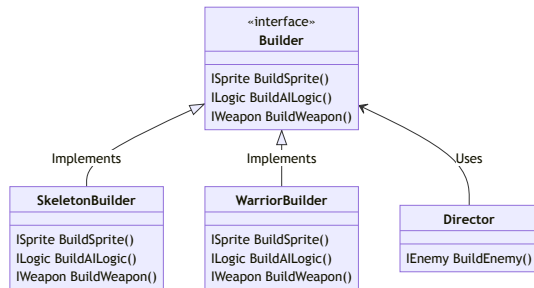 «interface»
Builder
ISprite BuildSprite()
ILogic BuildAILogic()
IWeapon BuildWeapon()
Implements
Implements
Uses
SkeletonBuilder
ISprite BuildSprite()
ILogic BuildAILogic()
IWeapon BuildWeapon()
WarriorBuilder
ISprite BuildSprite()
ILogic BuildAILogic()
IWeapon BuildWeapon()
Director
IEnemy BuildEnemy()